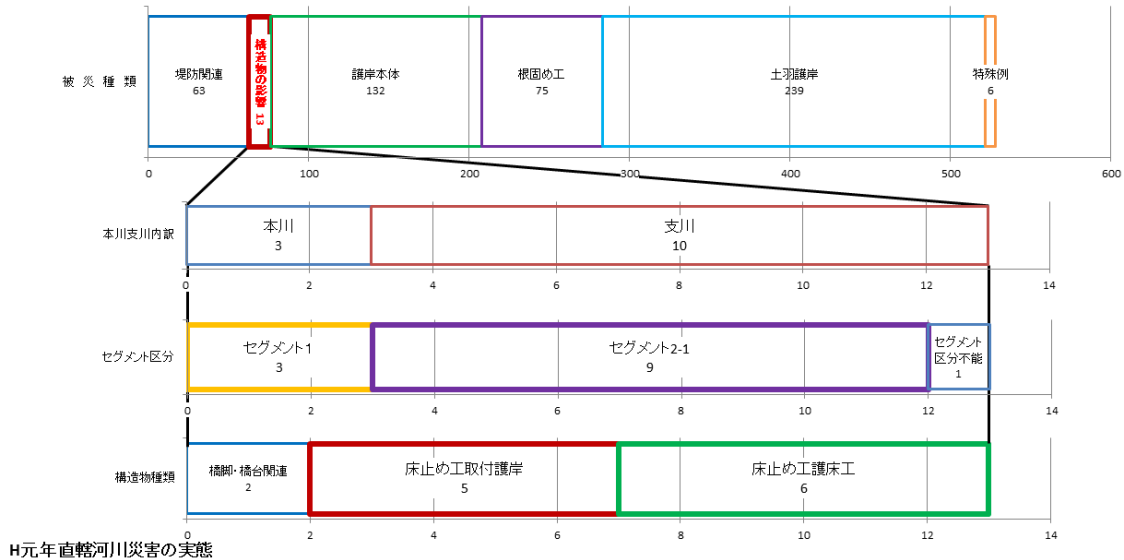 被災種類
堤防関連
63
構造物の影響 13
護岸本体
132
根固め工
75
土羽護岸
239
特殊例
6
0 100 200 300 400 500 600
本川支川内訳
本川
3
支川
10
0 2 4 6 8 10 12 14
セグメント区分
セグメント1
3
セグメント2-1
9
セグメント
区分不能
1
0 2 4 6 8 10 12 14
構造物種類
橋脚・橋台関連
2
床止め工取付護岸
5
床止め工護床工
6
0 2 4 6 8 10 12 14
H元年直轄河川災害の実態